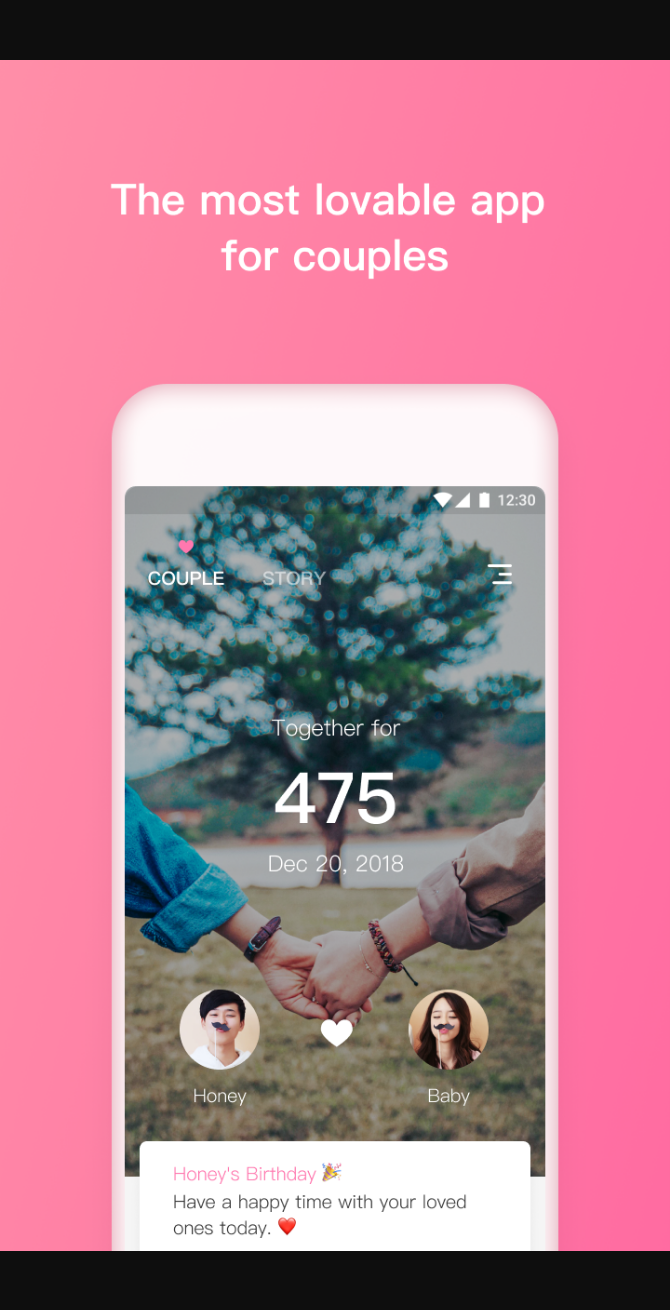 The most lovable app
for couples
12:30
COUPLE STORY
Together for
475
Dec 20, 2018
Honey Baby
Honey's Birthday 🎉
Have a happy time with your loved
ones today. ❤️